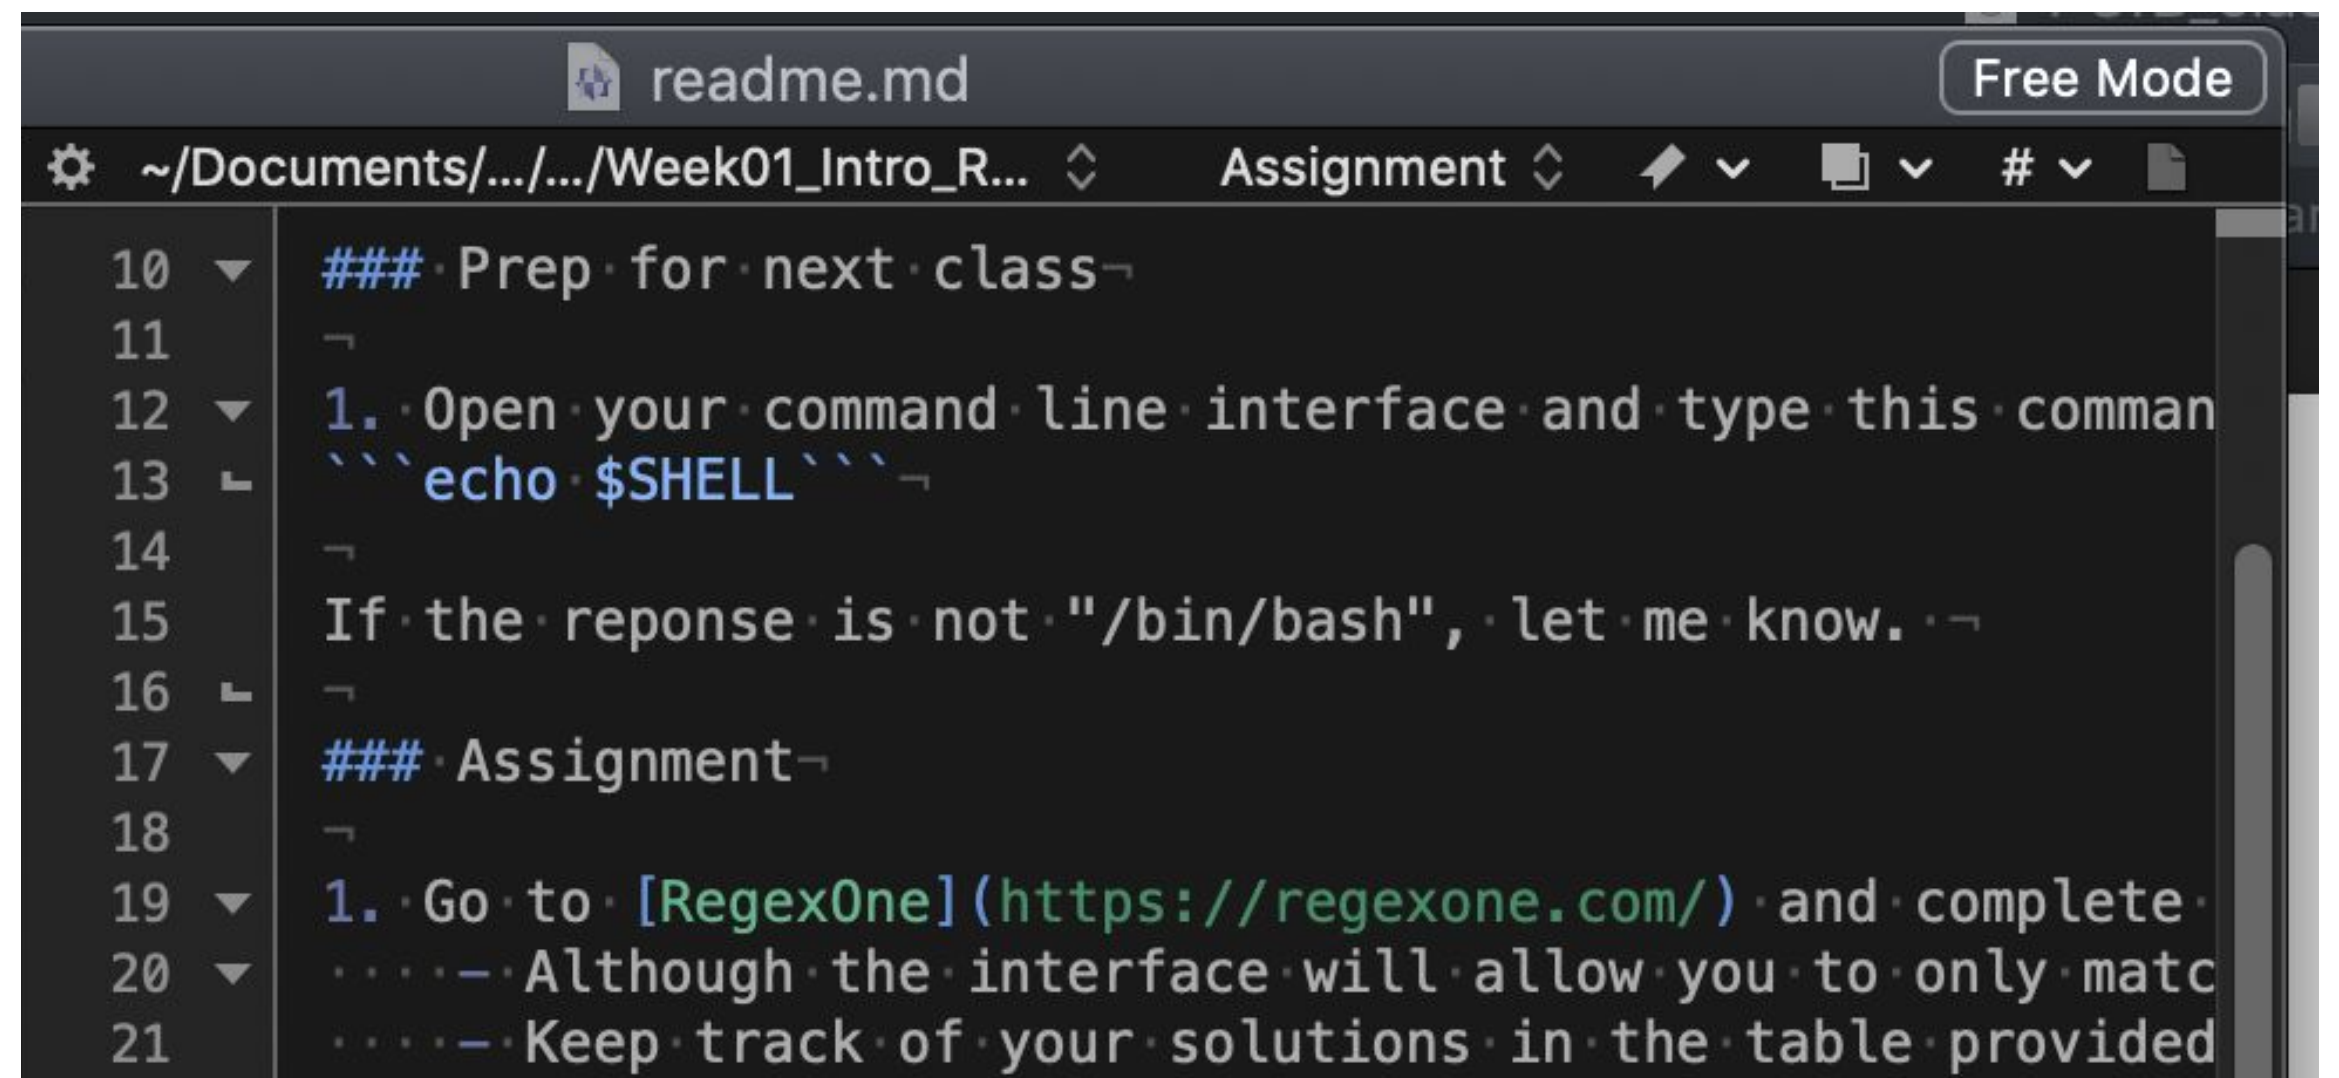 readme.md
Free Mode
~/Documents/.../.../Week01_Intro_R... Assignment #
10 ### Prep for next class¬
11 ¬
12 1. Open your command line interface and type this comman
13 ```echo $SHELL```¬
14 ¬
15 If the reponse is not "/bin/bash", let me know. ¬
16 ¬
17 ### Assignment¬
18 ¬
19 1. Go to [RegexOne](https://regexone.com/) and complete
20 - Although the interface will allow you to only matc
21 - Keep track of your solutions in the table provided